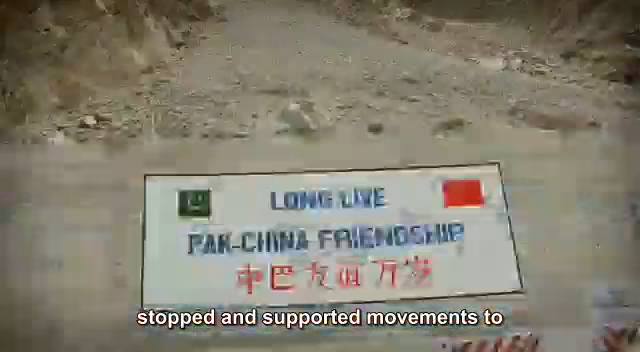 LONG LIVE
PAK-CHINA FRIENDSHIP
中巴友谊万岁
stopped and supported movements to